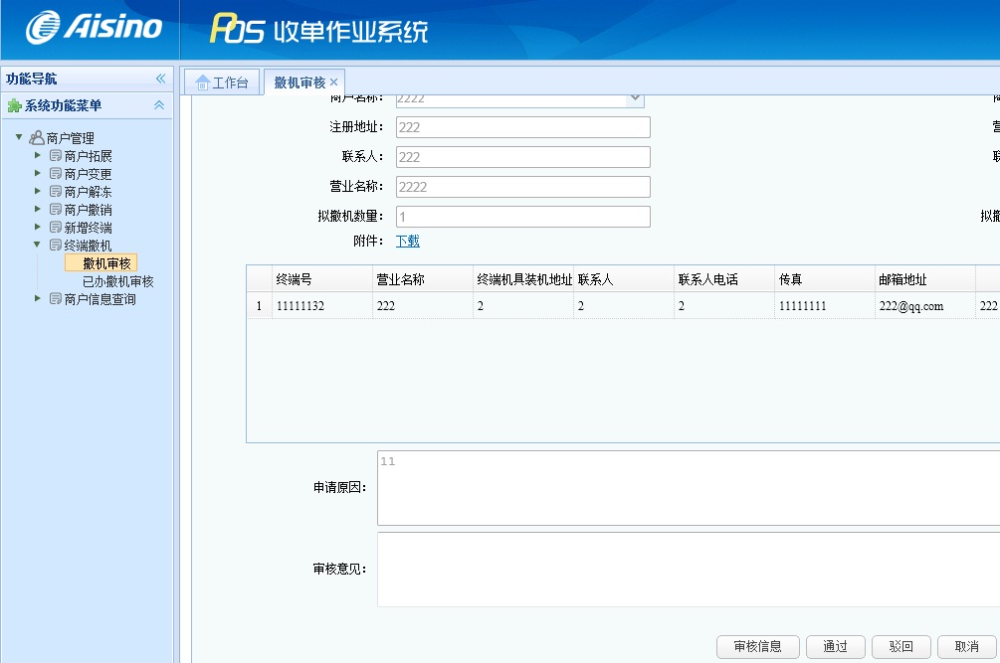 Aisino POS 收单作业系统
功能导航
系统功能菜单
商户管理
商户拓展
商户变更
商户解冻
商户撤销
新增终端
终端撤机
撤机审核
已办撤机审核
商户信息查询
工作台 撤机审核
商户名称: 2222
注册地址: 222
联系人: 222
营业名称: 2222
拟撤机数量: 1 拟撤
附件: 下载
终端号 营业名称 终端机具装机地址 联系人 联系人电话 传真 邮箱地址
1 11111132 222 2 2 2 11111111 222@qq.com 222
申请原因: 11
审核意见:
审核信息 通过 驳回 取消